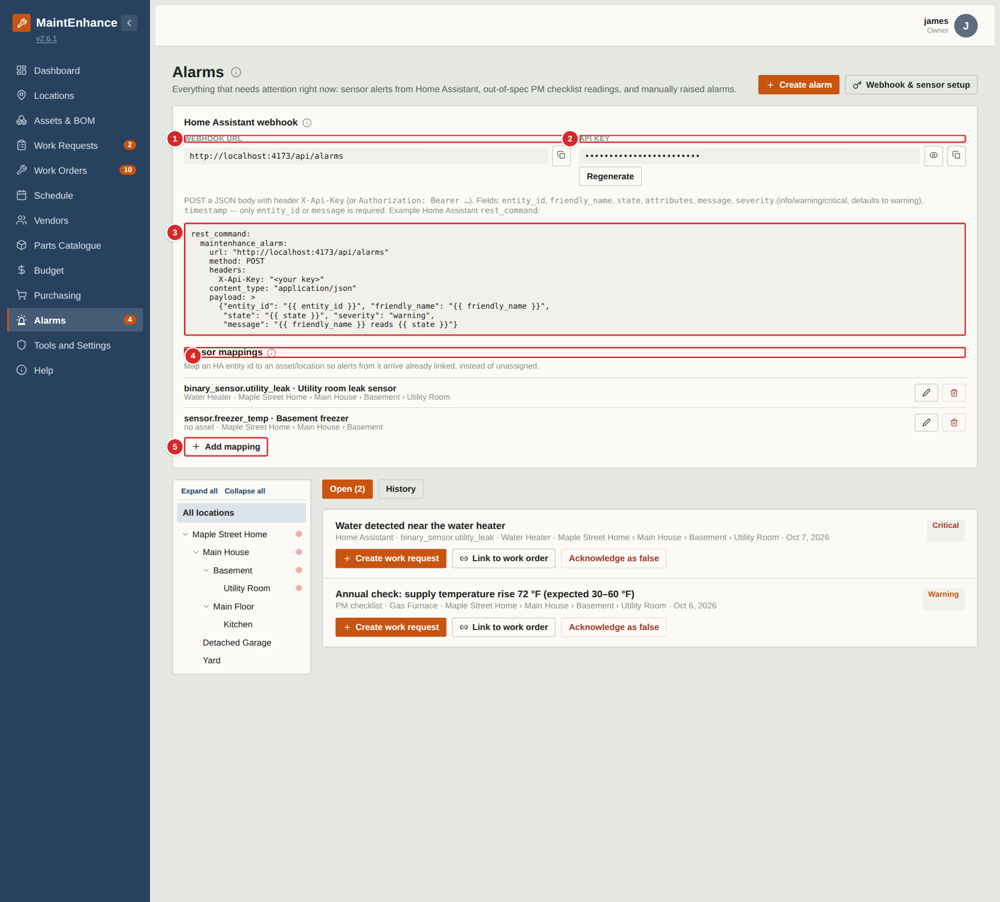 MaintEnhance
v2.6.1
Dashboard
Locations
Assets & BOM
Work Requests 2
Work Orders 10
Schedule
Vendors
Parts Catalogue
Budget
Purchasing
Alarms 4
Tools and Settings
Help
james
Owner
J
Alarms
Everything that needs attention right now: sensor alerts from Home Assistant, out-of-spec PM checklist readings, and manually raised alarms.
Create alarm
Webhook & sensor setup
Home Assistant webhook
1 WEBHOOK URL
2 API KEY
http://localhost:4173/api/alarms
••••••••••••••••••••••••
Regenerate
POST a JSON body with header X-Api-Key (or Authorization: Bearer …). Fields: entity_id, friendly_name, state, attributes, message, severity (info/warning/critical, defaults to warning),
timestamp — only entity_id or message is required. Example Home Assistant rest_command:
3
rest_command:
maintenhance_alarm:
url: "http://localhost:4173/api/alarms"
method: POST
headers:
X-Api-Key: "<your key>"
content_type: "application/json"
payload: >
{"entity_id": "{{ entity_id }}", "friendly_name": "{{ friendly_name }}",
"state": "{{ state }}", "severity": "warning",
"message": "{{ friendly_name }} reads {{ state }}"}
4 sor mappings
Map an HA entity id to an asset/location so alerts from it arrive already linked, instead of unassigned.
binary_sensor.utility_leak · Utility room leak sensor
Water Heater · Maple Street Home › Main House › Basement › Utility Room
sensor.freezer_temp · Basement freezer
no asset · Maple Street Home › Main House › Basement
5 Add mapping
Expand all Collapse all
All locations
Maple Street Home
Main House
Basement
Utility Room
Main Floor
Kitchen
Detached Garage
Yard
Open (2)
History
Water detected near the water heater
Critical
Home Assistant · binary_sensor.utility_leak · Water Heater · Maple Street Home › Main House › Basement › Utility Room · Oct 7, 2026
Create work request
Link to work order
Acknowledge as false
Annual check: supply temperature rise 72 °F (expected 30–60 °F)
Warning
PM checklist · Gas Furnace · Maple Street Home › Main House › Basement › Utility Room · Oct 6, 2026
Create work request
Link to work order
Acknowledge as false